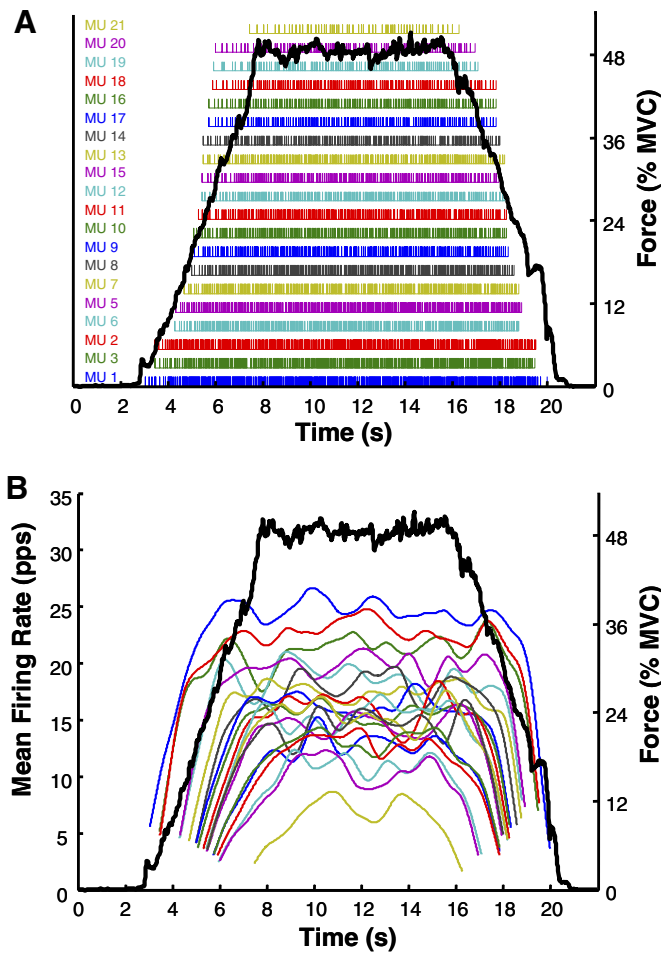 A
MU 21
MU 20
MU 19
MU 18
MU 16
MU 17
MU 14
MU 13
MU 15
MU 12
MU 11
MU 10
MU 9
MU 8
MU 7
MU 5
MU 6
MU 2
MU 3
MU 1
48
36
24
12
0
Force (% MVC)
0 2 4 6 8 10 12 14 16 18 20
Time (s)
B
35
30
25
20
15
10
5
0
Mean Firing Rate (pps)
48
36
24
12
0
Force (% MVC)
0 2 4 6 8 10 12 14 16 18 20
Time (s)